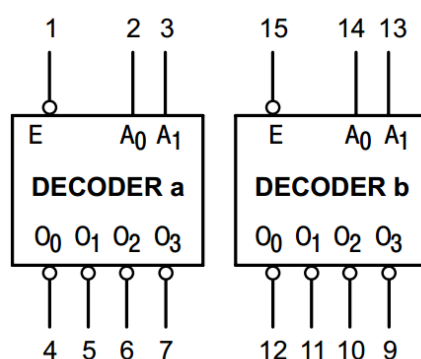 1 2 3 15 14 13
E A0 A1 E A0 A1
DECODER a DECODER b
O0 O1 O2 O3 O0 O1 O2 O3
4 5 6 7 12 11 10 9